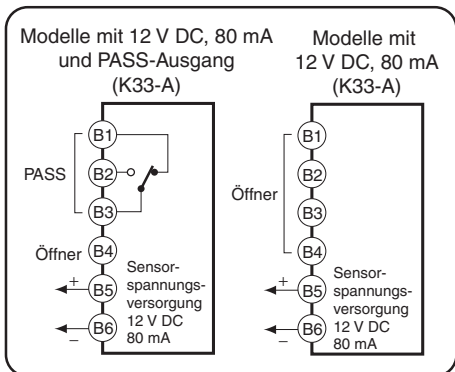 Modelle mit 12 V DC, 80 mA
und PASS-Ausgang
(K33-A)
B1
PASS
B2
B3
Öffner
B4
+
B5
−
B6
Sensor-
spannungs-
versorgung
12 V DC
80 mA
Modelle mit
12 V DC, 80 mA
(K33-A)
B1
B2
Öffner
B3
B4
+
B5
−
B6
Sensor-
spannungs-
versorgung
12 V DC
80 mA